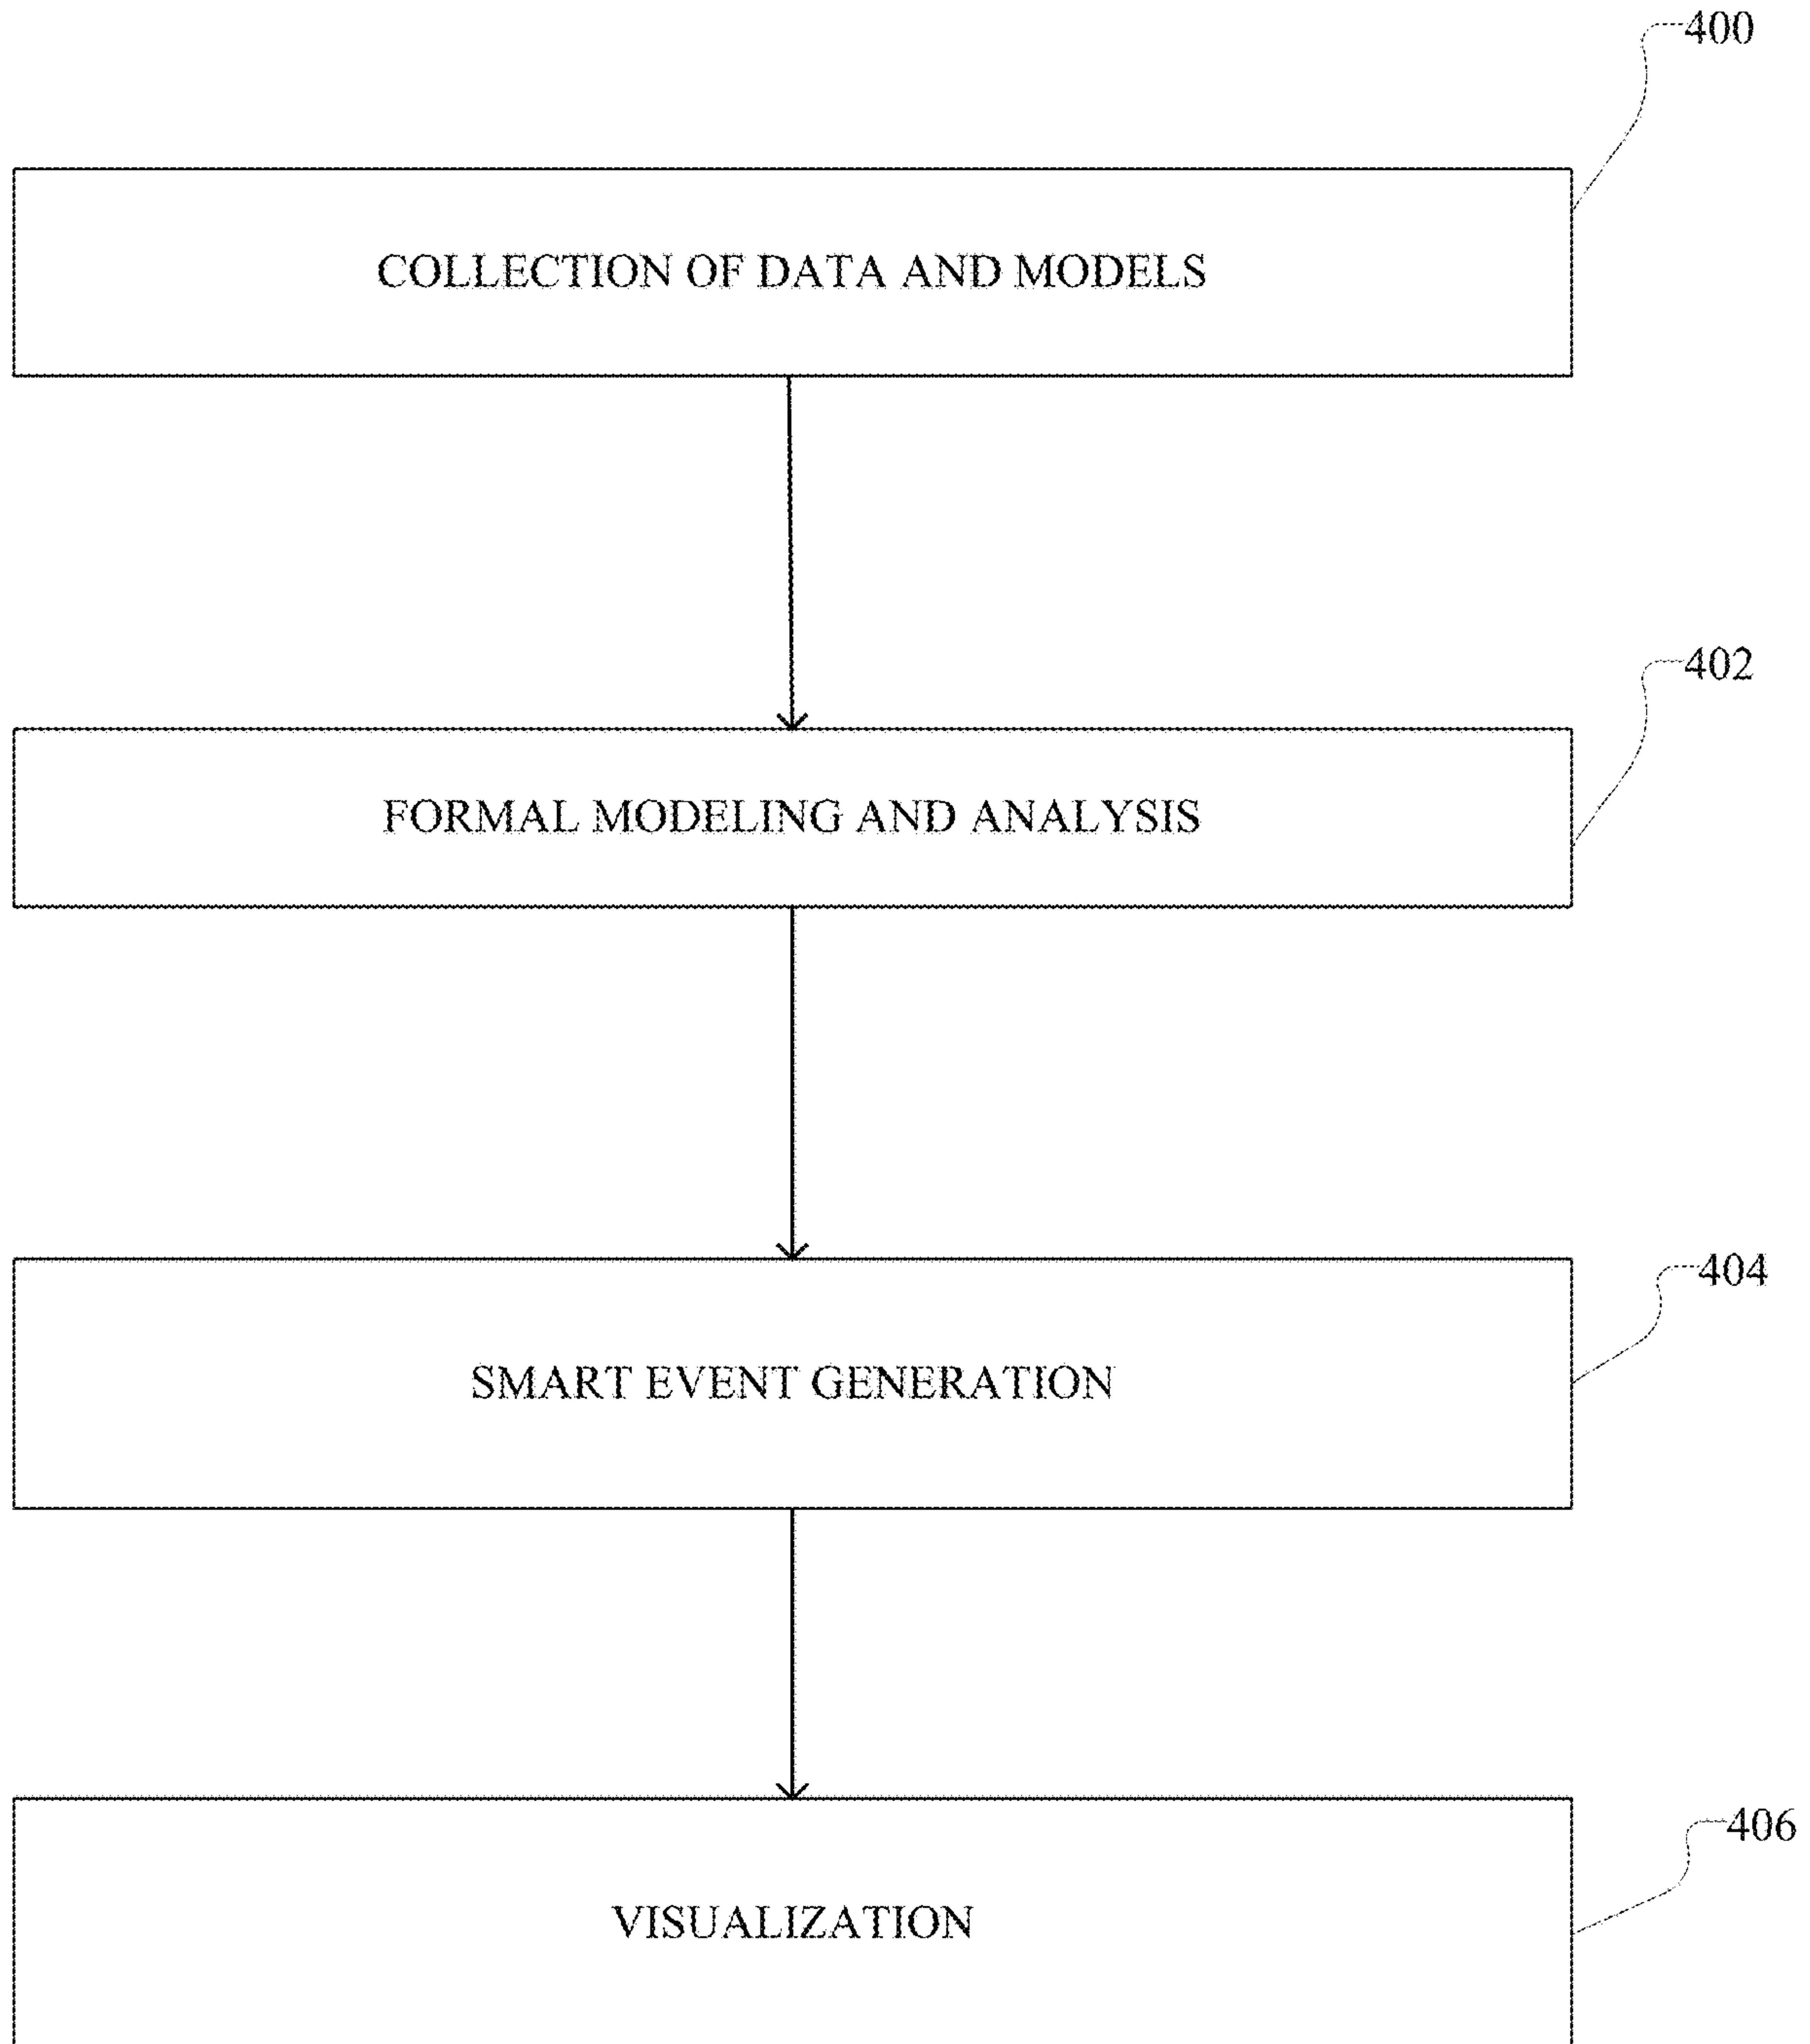 400
COLLECTION OF DATA AND MODELS
402
FORMAL MODELING AND ANALYSIS
404
SMART EVENT GENERATION
406
VISUALIZATION